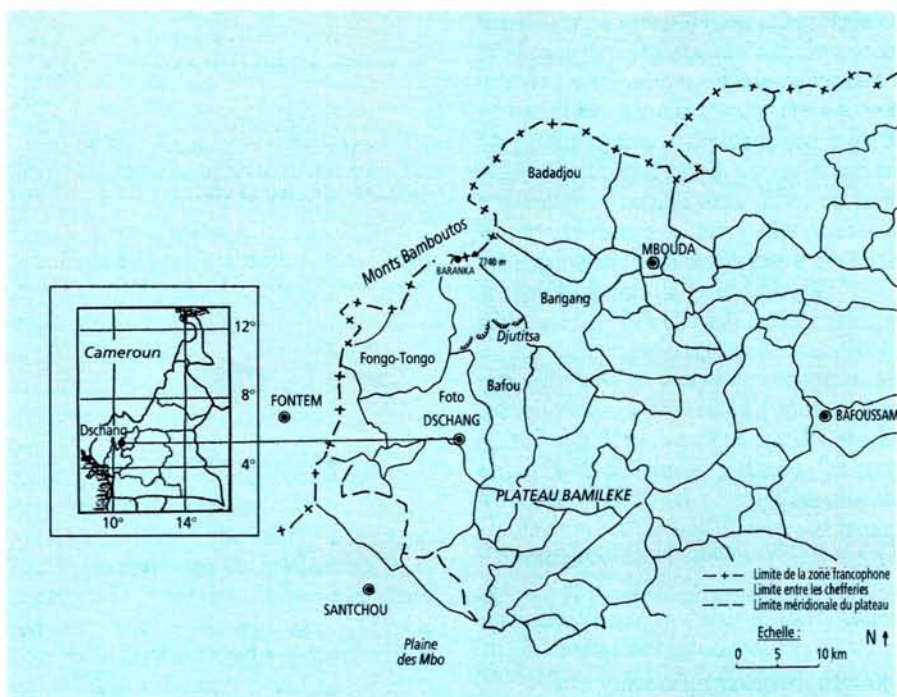 Badadjou
MBOUDA
Monts Bamboutos
BARANKA
2740 m
Bangang
Djutitsa
Fongo-Tongo
Bafou
Foto
DSCHANG
FONTEM
BAFOUSSAM
Cameroun
Dschang
12°
8°
4°
10° 14°
PLATEAU BAMILEKE
SANTCHOU
Plaine
des Mbo
Limite de la zone francophone
Limite entre les chefferies
Limite méridionale du plateau
Echelle :
0 5 10 km
N